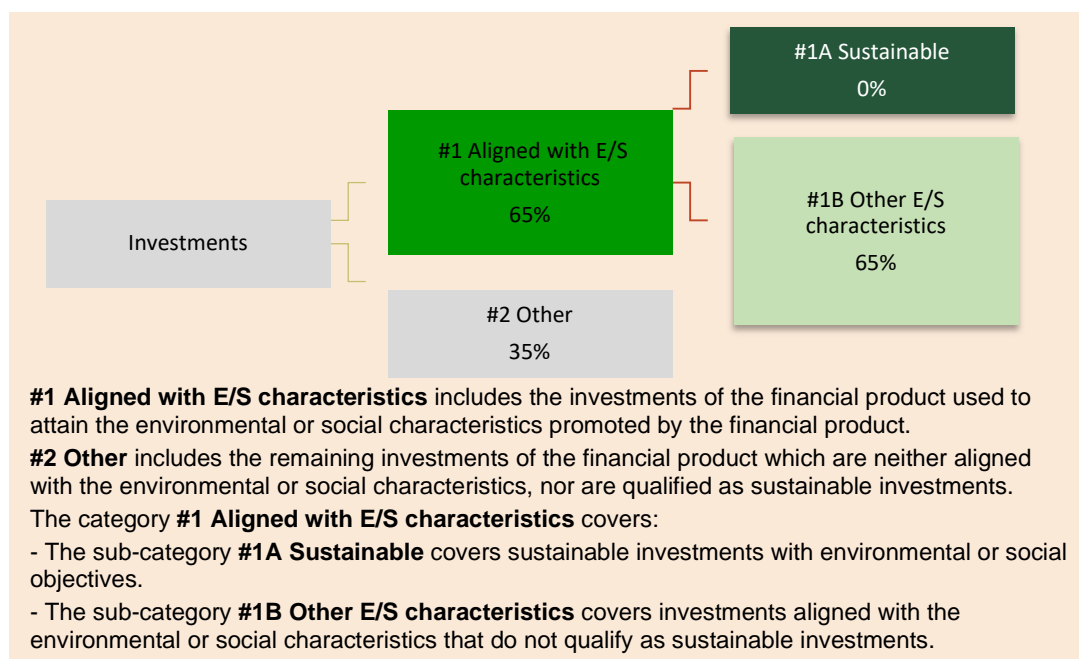 #1A Sustainable
0%
#1 Aligned with E/S
characteristics
65%
#1B Other E/S
characteristics
65%
Investments
#2 Other
35%
#1 Aligned with E/S characteristics includes the investments of the financial product used to
attain the environmental or social characteristics promoted by the financial product.
#2 Other includes the remaining investments of the financial product which are neither aligned
with the environmental or social characteristics, nor are qualified as sustainable investments.
The category #1 Aligned with E/S characteristics covers:
- The sub-category #1A Sustainable covers sustainable investments with environmental or social
objectives.
- The sub-category #1B Other E/S characteristics covers investments aligned with the
environmental or social characteristics that do not qualify as sustainable investments.